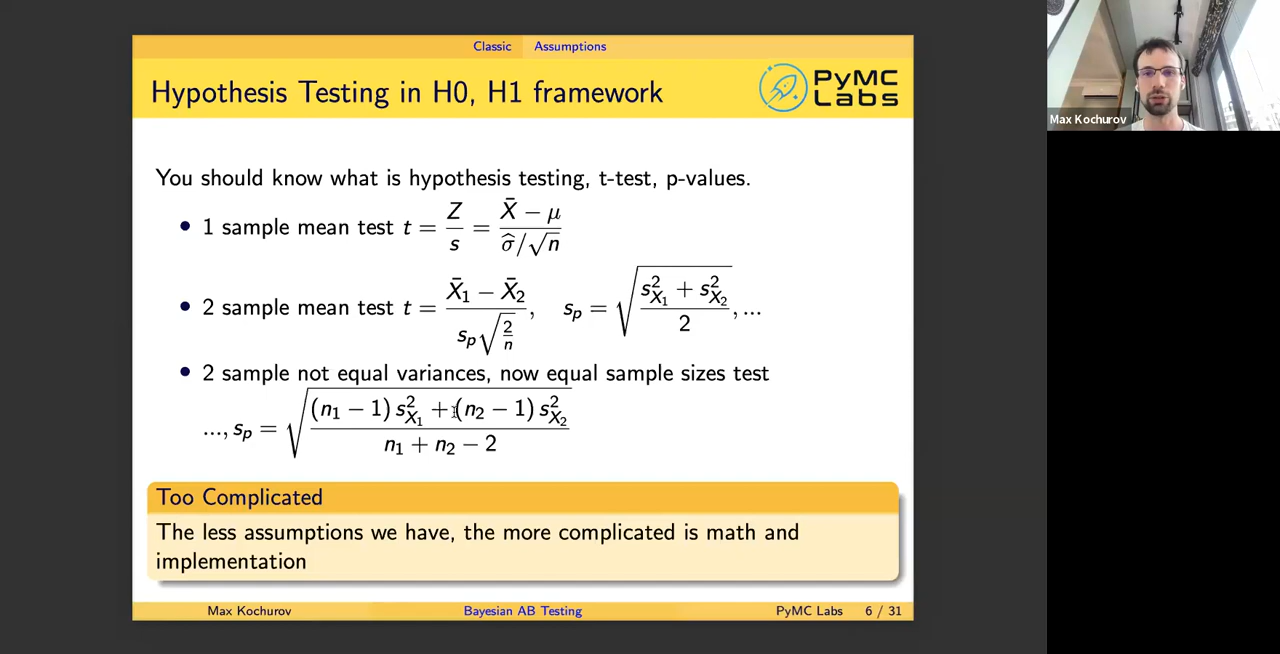 Classic Assumptions
Hypothesis Testing in H0, H1 framework
PyMC
Labs
Max Kochurov
You should know what is hypothesis testing, t-test, p-values.
• 1 sample mean test t = Z/s = (X̄ − μ)/(σ̂/√n)
• 2 sample mean test t = (X̄₁ − X̄₂)/(s_p√(2/n)), s_p = √((s²_X₁ + s²_X₂)/2), ...
• 2 sample not equal variances, now equal sample sizes test
..., s_p = √(((n₁ − 1) s²_X₁ + (n₂ − 1) s²_X₂)/(n₁ + n₂ − 2))
Too Complicated
The less assumptions we have, the more complicated is math and
implementation
Max Kochurov Bayesian AB Testing PyMC Labs 6 / 31